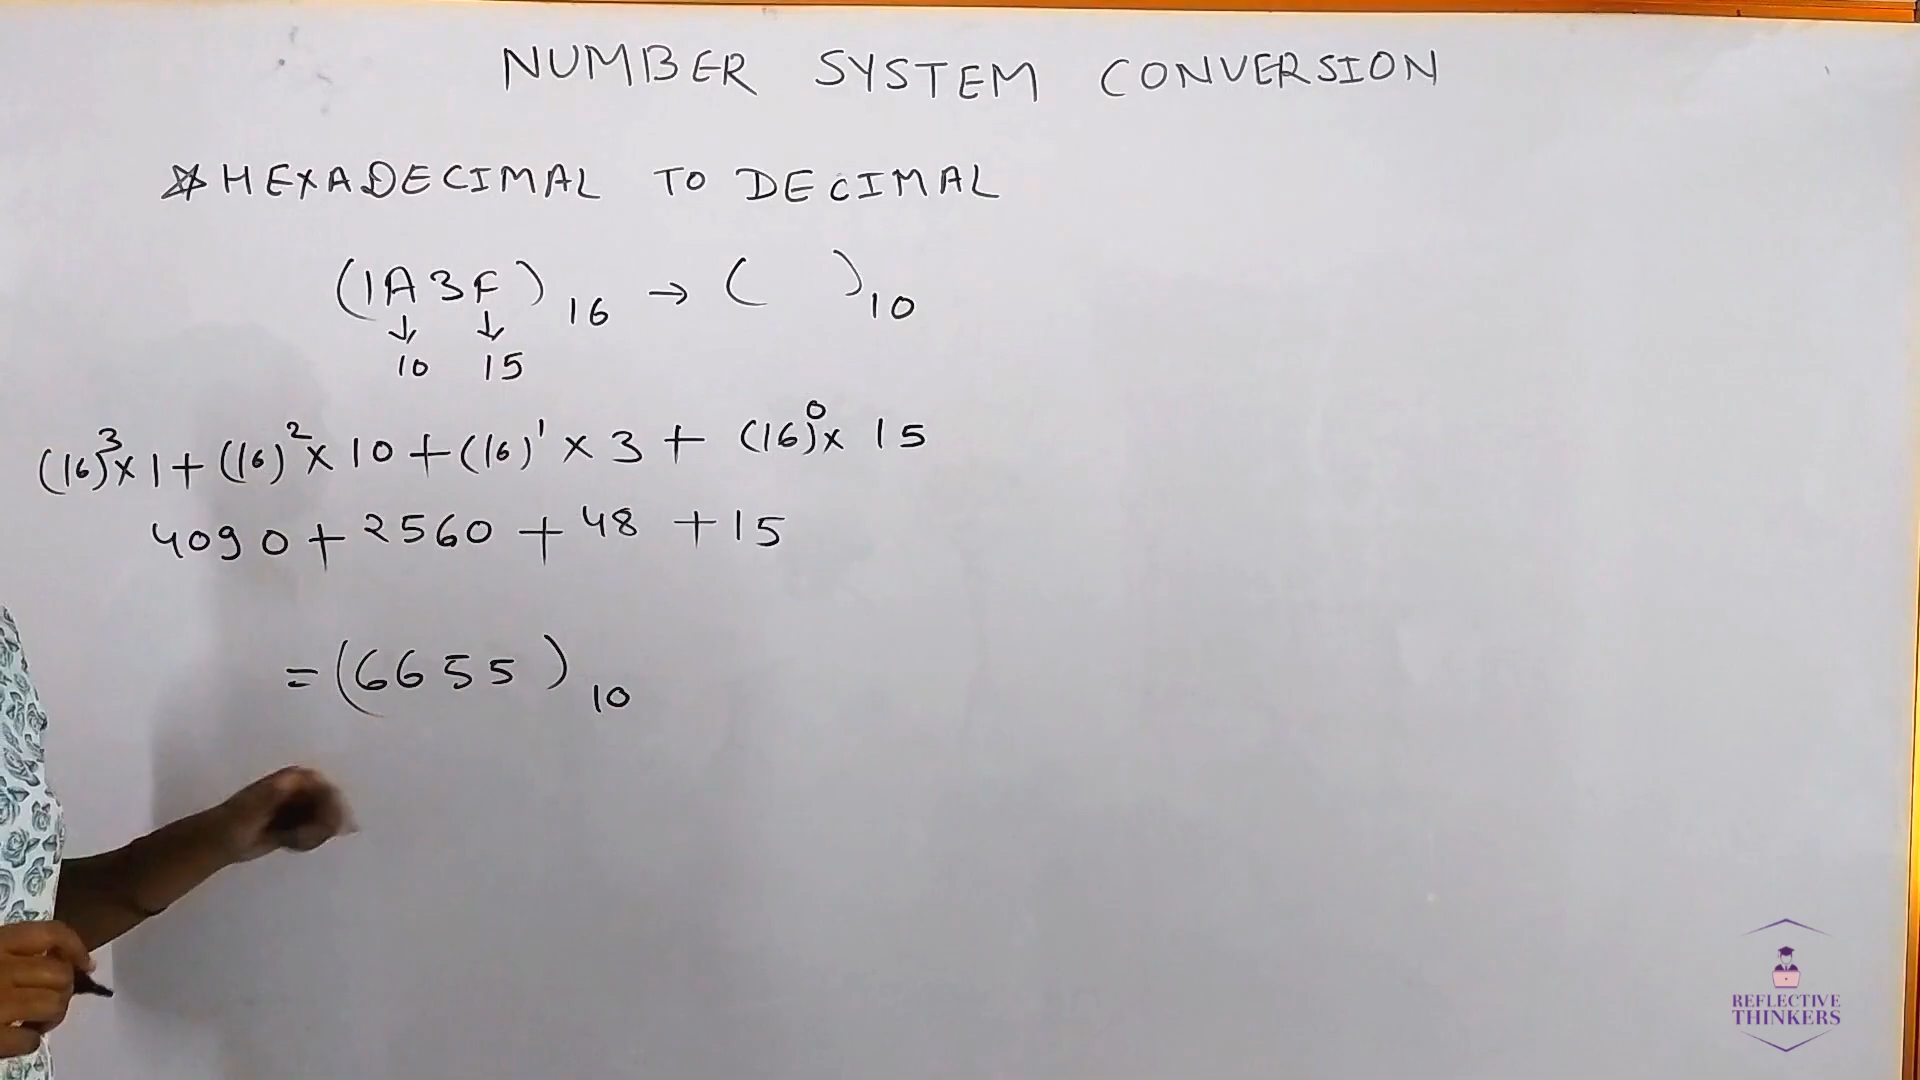 NUMBER SYSTEM CONVERSION
☆ HEXADECIMAL TO DECIMAL
(1A3F)₁₆ → (   )₁₀
↓ ↓
10 15
(16)³×1+(16)²×10+(16)¹×3+(16)⁰×15
4090+2560+48+15
=(6655)₁₀
REFLECTIVE
THINKERS